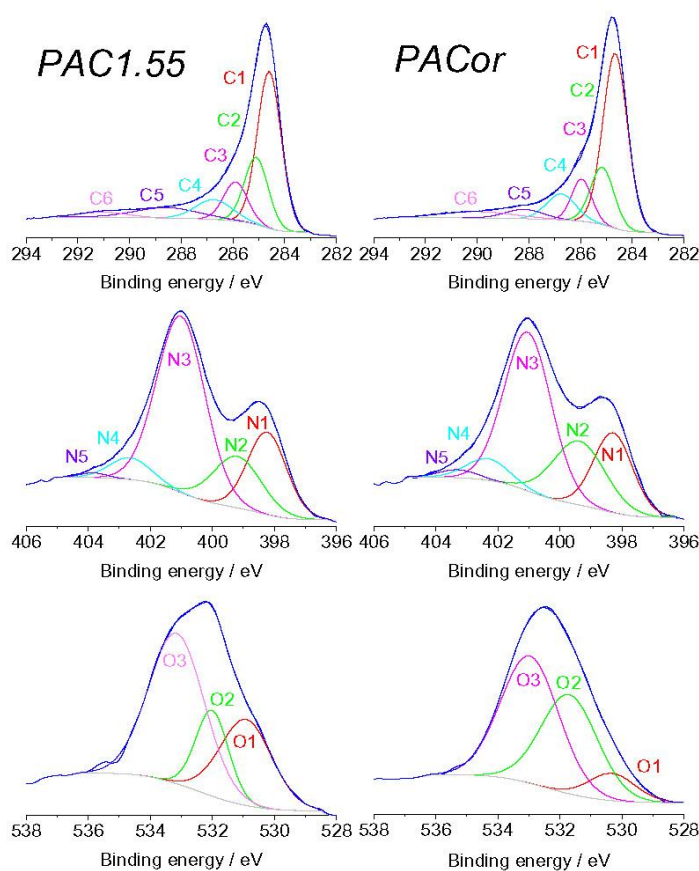 PAC1.55
C1
C2
C3
C4
C5
C6
294 292 290 288 286 284 282
Binding energy / eV
PACor
C1
C2
C3
C4
C5
C6
294 292 290 288 286 284 282
Binding energy / eV
N3
N1
N4
N2
N5
406 404 402 400 398 396
Binding energy / eV
N3
N2
N4
N1
N5
406 404 402 400 398 396
Binding energy / eV
O3
O2
O1
538 536 534 532 530 528
Binding energy / eV
O3
O2
O1
538 536 534 532 530 528
Binding energy / eV